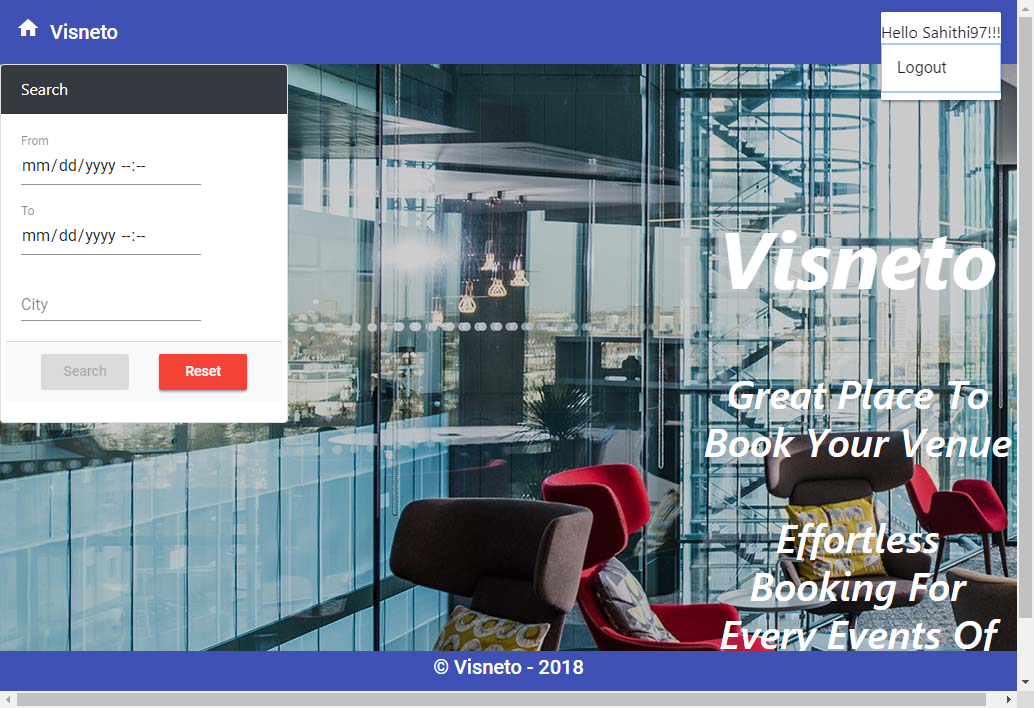 Visneto
Hello Sahithi97!!!
Logout
Search
From
mm/dd/yyyy --:--
To
mm/dd/yyyy --:--
City
Search
Reset
Visneto
Great Place To
Book Your Venue
Effortless
Booking For
Every Events Of
© Visneto - 2018